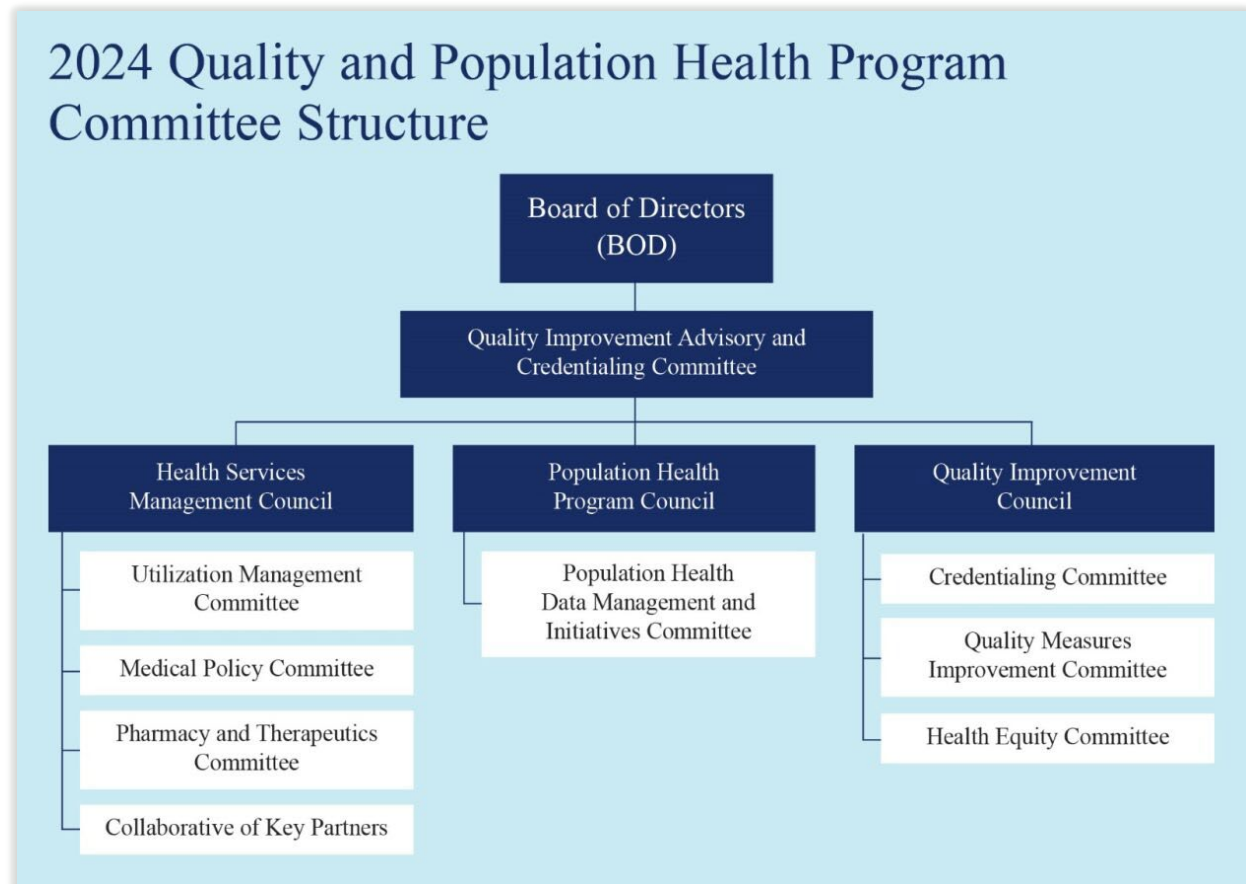 2024 Quality and Population Health Program
Committee Structure
Board of Directors
(BOD)
Quality Improvement Advisory and
Credentialing Committee
Health Services
Management Council
Utilization Management
Committee
Medical Policy Committee
Pharmacy and Therapeutics
Committee
Collaborative of Key Partners
Population Health
Program Council
Population Health
Data Management and
Initiatives Committee
Quality Improvement
Council
Credentialing Committee
Quality Measures
Improvement Committee
Health Equity Committee